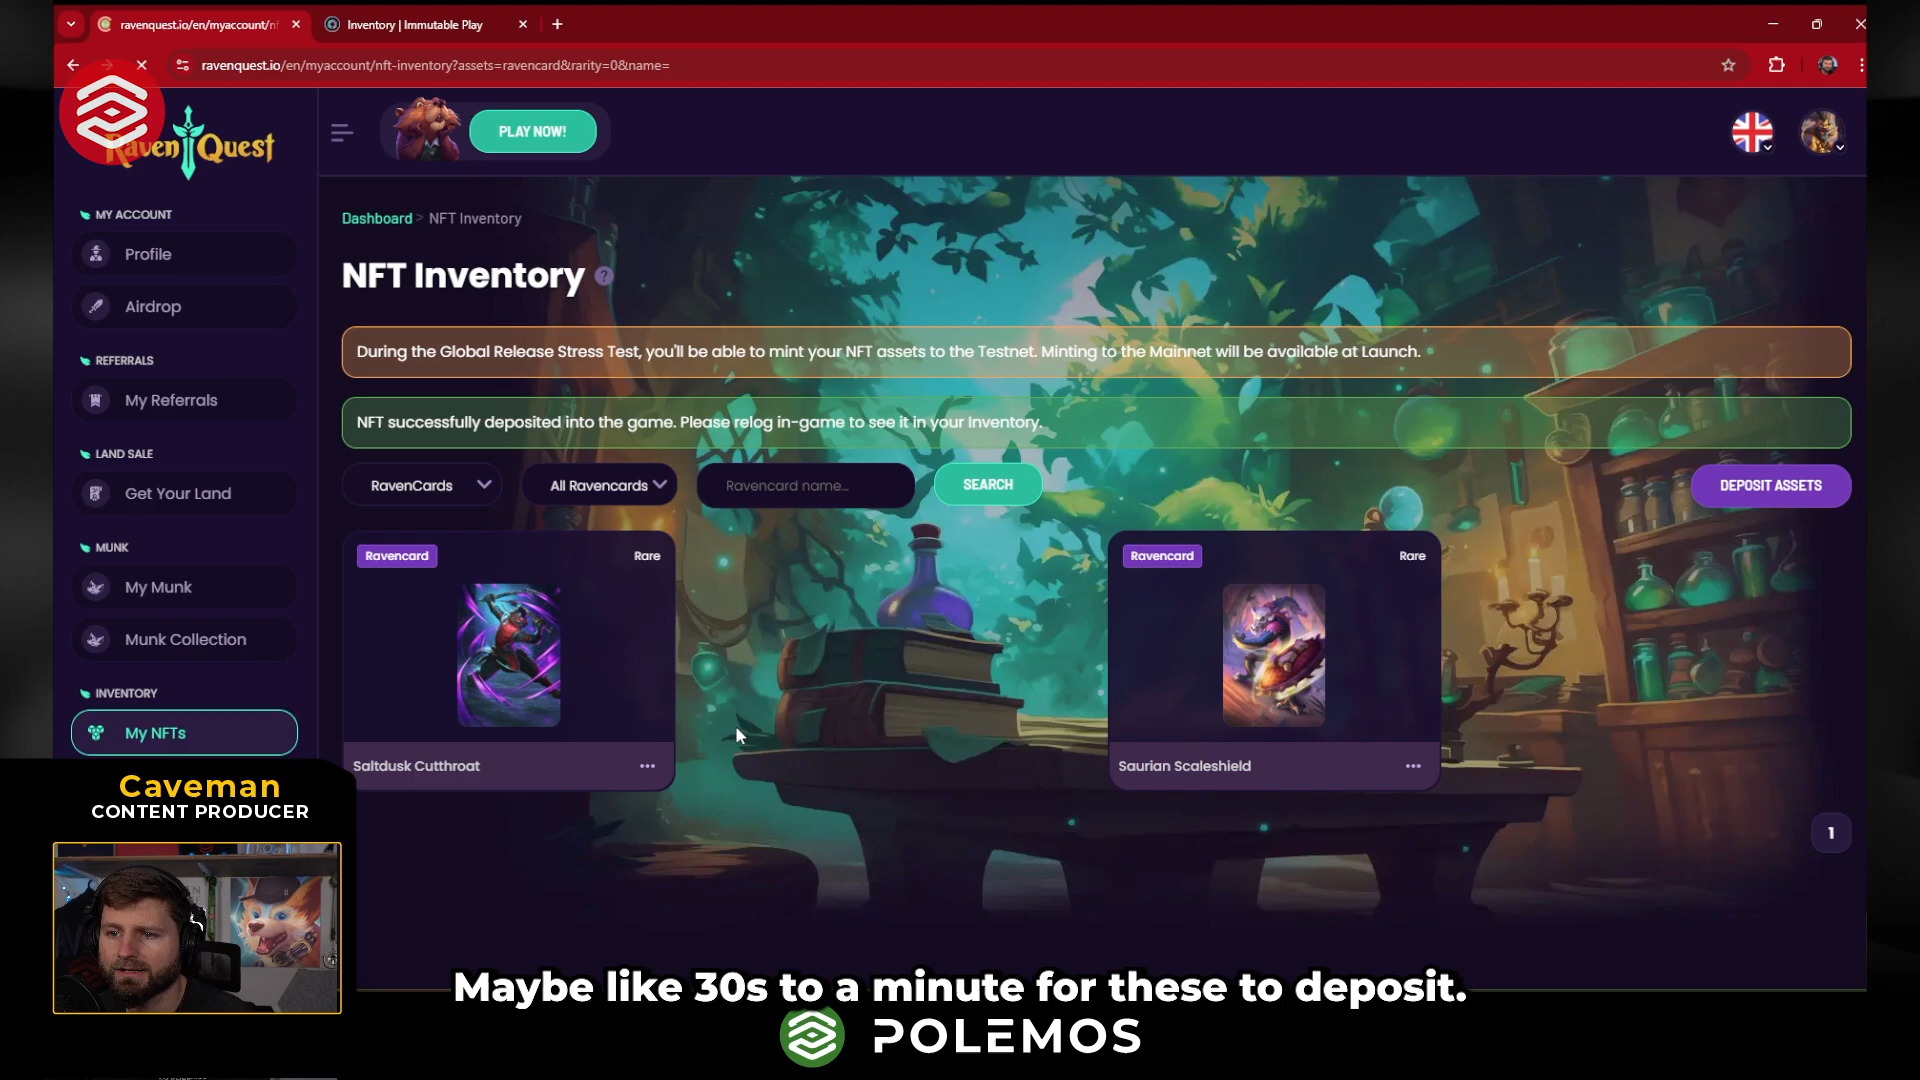 ravenquest.io/en/myaccount/nf
Inventory | Immutable Play
ravenquest.io/en/myaccount/nft-inventory?assets=ravencard&rarity=0&name=
RavenQuest
PLAY NOW!
MY ACCOUNT
Profile
Airdrop
REFERRALS
My Referrals
LAND SALE
Get Your Land
MUNK
My Munk
Munk Collection
INVENTORY
My NFTs
Dashboard > NFT Inventory
NFT Inventory ?
During the Global Release Stress Test, you'll be able to mint your NFT assets to the Testnet. Minting to the Mainnet will be available at Launch.
NFT successfully deposited into the game. Please relog in-game to see it in your Inventory.
RavenCards
All Ravencards
Ravencard name...
SEARCH
DEPOSIT ASSETS
Ravencard
Rare
Saltdusk Cutthroat
Ravencard
Rare
Saurian Scaleshield
1
Caveman
CONTENT PRODUCER
Maybe like 30s to a minute for these to deposit.
POLEMOS